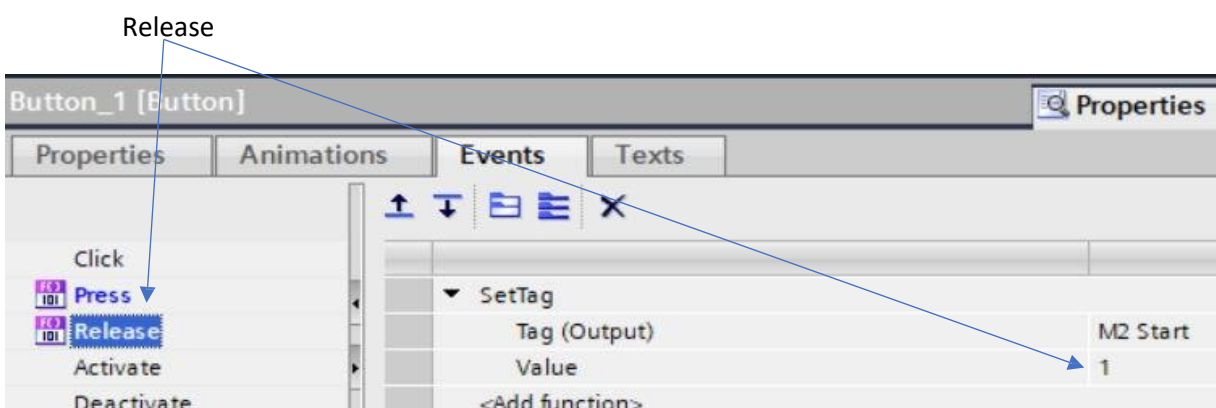 Release
Button_1 [Button]
Properties
Properties
Animations
Events
Texts
Click
Press
Release
Activate
Deactivate
SetTag
Tag (Output)
M2 Start
Value
1
<Add function>